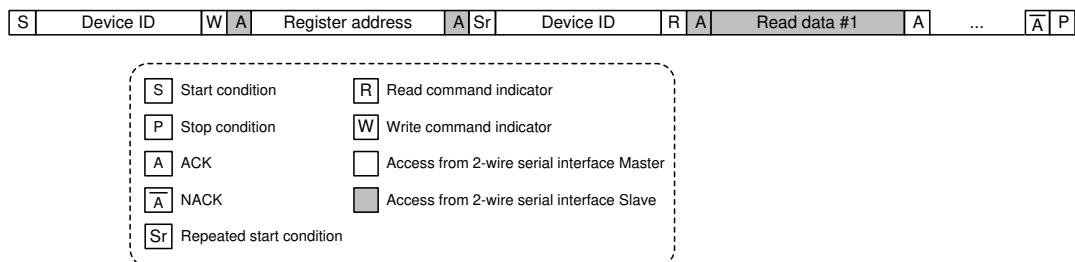 S Device ID W A Register address A Sr Device ID R A Read data #1 A ... A̅ P
S Start condition R Read command indicator
P Stop condition W Write command indicator
A ACK Access from 2-wire serial interface Master
A̅ NACK Access from 2-wire serial interface Slave
Sr Repeated start condition